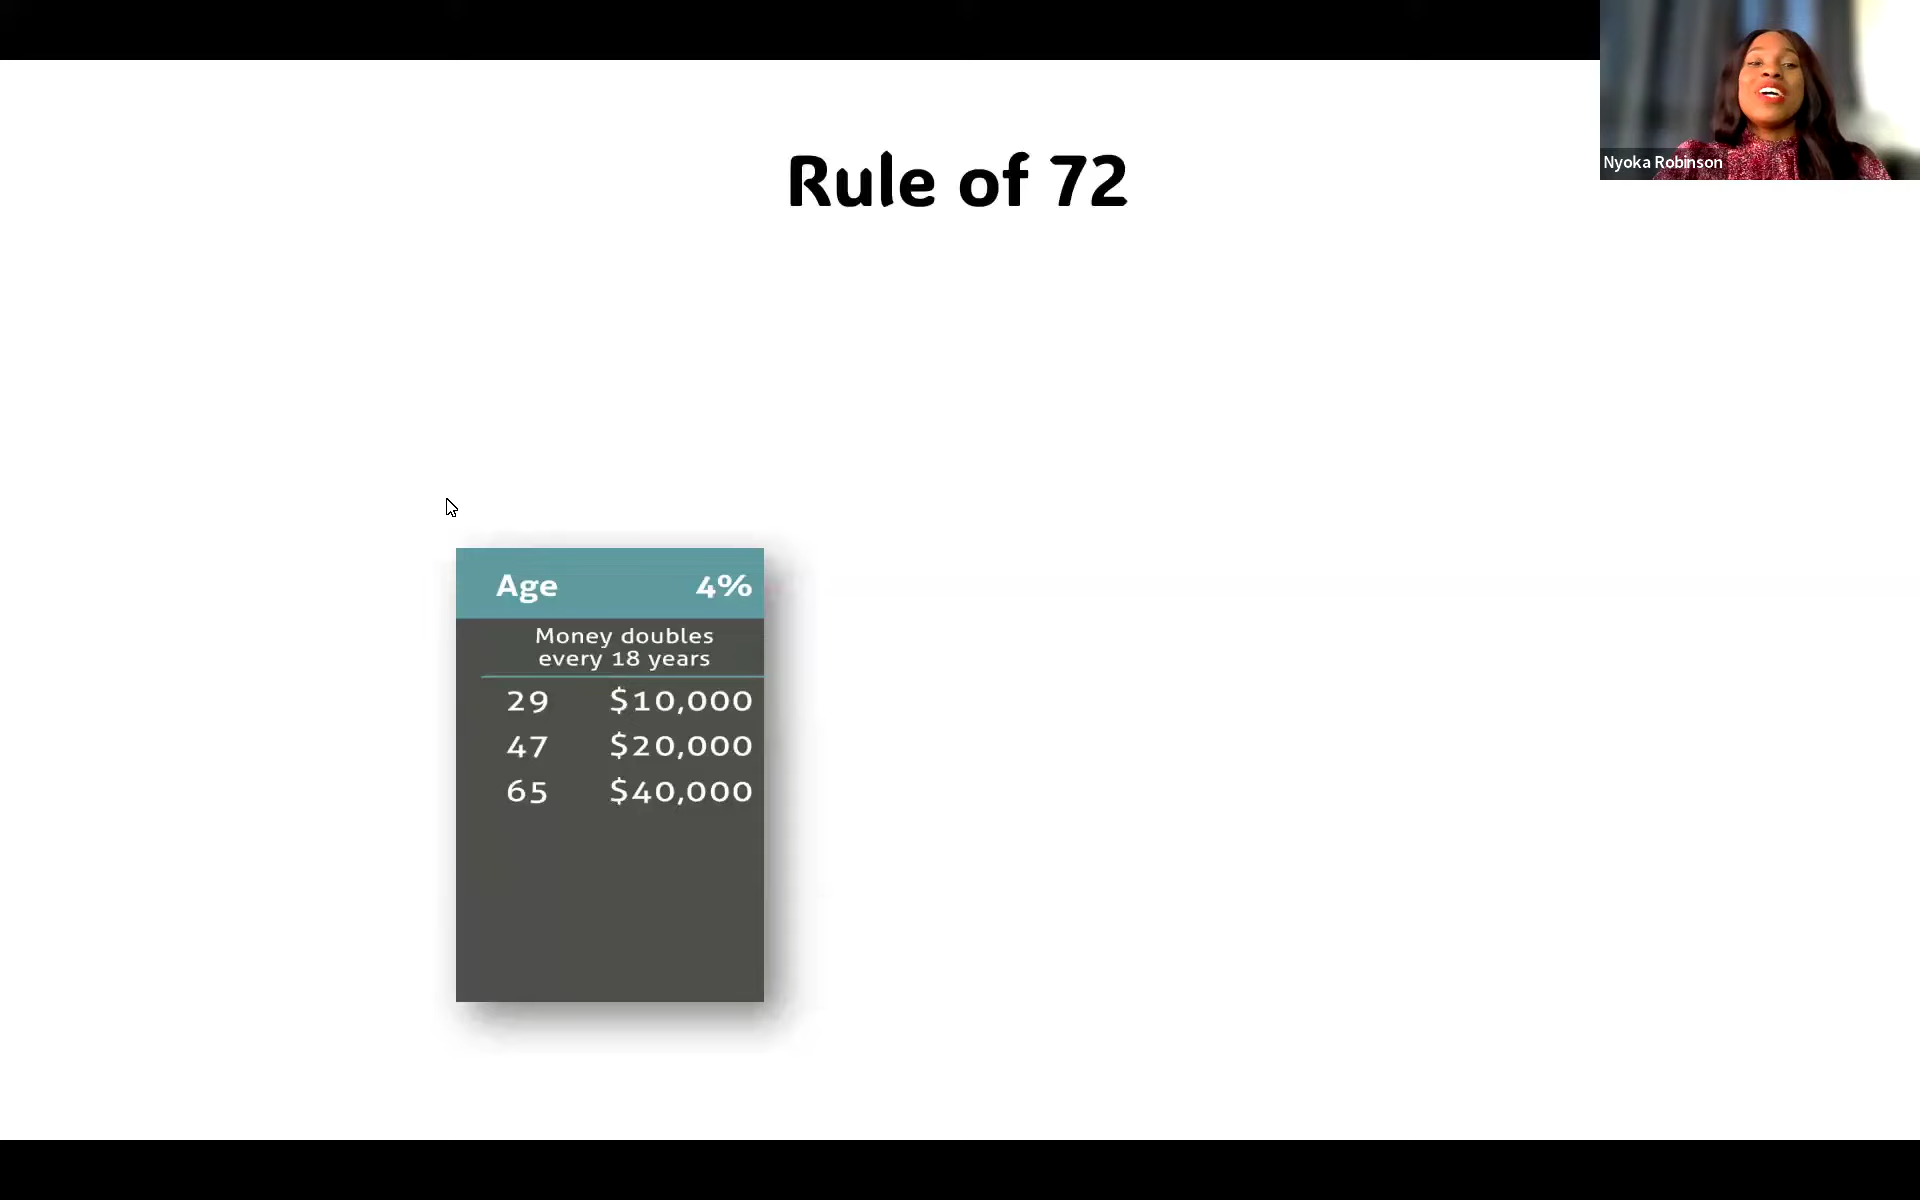 Nyoka Robinson
Rule of 72
Age 4%
Money doubles
every 18 years
29 $10,000
47 $20,000
65 $40,000